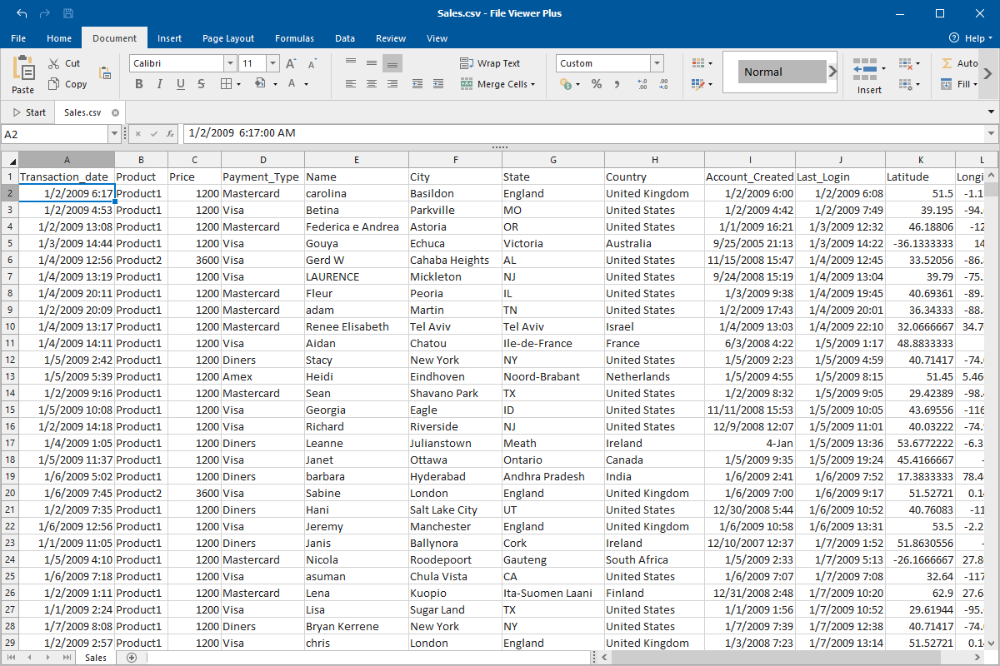 Sales.csv - File Viewer Plus
File Home Document Insert Page Layout Formulas Data Review View Help
Cut Calibri 11 Wrap Text Custom Normal Auto
Paste Copy B I U S A Merge Cells % Insert Fill
Start Sales.csv
A2 fx 1/2/2009 6:17:00 AM
A B C D E F G H I J K L
1 Transaction_date Product Price Payment_Type Name City State Country Account_Created Last_Login Latitude Longi
2 1/2/2009 6:17 Product1 1200 Mastercard carolina Basildon England United Kingdom 1/2/2009 6:00 1/2/2009 6:08 51.5 -1.1
3 1/2/2009 4:53 Product1 1200 Visa Betina Parkville MO United States 1/2/2009 4:42 1/2/2009 7:49 39.195 -94.
4 1/2/2009 13:08 Product1 1200 Mastercard Federica e Andrea Astoria OR United States 1/1/2009 16:21 1/3/2009 12:32 46.18806 -12
5 1/3/2009 14:44 Product1 1200 Visa Gouya Echuca Victoria Australia 9/25/2005 21:13 1/3/2009 14:22 -36.1333333 14
6 1/4/2009 12:56 Product2 3600 Visa Gerd W Cahaba Heights AL United States 11/15/2008 15:47 1/4/2009 12:45 33.52056 -86.
7 1/4/2009 13:19 Product1 1200 Visa LAURENCE Mickleton NJ United States 9/24/2008 15:19 1/4/2009 13:04 39.79 -75.
8 1/4/2009 20:11 Product1 1200 Mastercard Fleur Peoria IL United States 1/3/2009 9:38 1/4/2009 19:45 40.69361 -89.
9 1/2/2009 20:09 Product1 1200 Mastercard adam Martin TN United States 1/2/2009 17:43 1/4/2009 20:01 36.34333 -88.
10 1/4/2009 13:17 Product1 1200 Mastercard Renee Elisabeth Tel Aviv Tel Aviv Israel 1/4/2009 13:03 1/4/2009 22:10 32.0666667 34.7
11 1/4/2009 14:11 Product1 1200 Visa Aidan Chatou Ile-de-France France 6/3/2008 4:22 1/5/2009 1:17 48.8833333
12 1/5/2009 2:42 Product1 1200 Diners Stacy New York NY United States 1/5/2009 2:23 1/5/2009 4:59 40.71417 -74.
13 1/5/2009 5:39 Product1 1200 Amex Heidi Eindhoven Noord-Brabant Netherlands 1/5/2009 4:55 1/5/2009 8:15 51.45 5.46
14 1/2/2009 9:16 Product1 1200 Mastercard Sean Shavano Park TX United States 1/2/2009 8:32 1/5/2009 9:05 29.42389 -98.
15 1/5/2009 10:08 Product1 1200 Visa Georgia Eagle ID United States 11/11/2008 15:53 1/5/2009 10:05 43.69556 -116
16 1/2/2009 14:18 Product1 1200 Visa Richard Riverside NJ United States 12/9/2008 12:07 1/5/2009 11:01 40.03222 -74.
17 1/4/2009 1:05 Product1 1200 Diners Leanne Julianstown Meath Ireland 4-Jan 1/5/2009 13:36 53.6772222 -6.3
18 1/5/2009 11:37 Product1 1200 Visa Janet Ottawa Ontario Canada 1/5/2009 9:35 1/5/2009 19:24 45.4166667 -
19 1/6/2009 5:02 Product1 1200 Diners barbara Hyderabad Andhra Pradesh India 1/6/2009 2:41 1/6/2009 7:52 17.3833333 78.4
20 1/6/2009 7:45 Product2 3600 Visa Sabine London England United Kingdom 1/6/2009 7:00 1/6/2009 9:17 51.52721 0.1
21 1/2/2009 7:35 Product1 1200 Diners Hani Salt Lake City UT United States 12/30/2008 5:44 1/6/2009 10:52 40.76083 -11
22 1/6/2009 12:56 Product1 1200 Visa Jeremy Manchester England United Kingdom 1/6/2009 10:58 1/6/2009 13:31 53.5 -2.2
23 1/1/2009 11:05 Product1 1200 Diners Janis Ballynora Cork Ireland 12/10/2007 12:37 1/7/2009 1:52 51.8630556 -
24 1/5/2009 4:10 Product1 1200 Mastercard Nicola Roodepoort Gauteng South Africa 1/5/2009 2:33 1/7/2009 5:13 -26.1666667 27.8
25 1/6/2009 7:18 Product1 1200 Visa asuman Chula Vista CA United States 1/6/2009 7:07 1/7/2009 7:08 32.64 -117
26 1/2/2009 1:11 Product1 1200 Mastercard Lena Kuopio Ita-Suomen Laani Finland 12/31/2008 2:48 1/7/2009 10:20 62.9 27.6
27 1/1/2009 2:24 Product1 1200 Visa Lisa Sugar Land TX United States 1/1/2009 1:56 1/7/2009 10:52 29.61944 -95.
28 1/7/2009 8:08 Product1 1200 Diners Bryan Kerrene New York NY United States 1/7/2009 7:39 1/7/2009 12:38 40.71417 -74.
29 1/2/2009 2:57 Product1 1200 Visa chris London England United Kingdom 1/3/2008 7:23 1/7/2009 13:14 51.52721 0.1
Sales